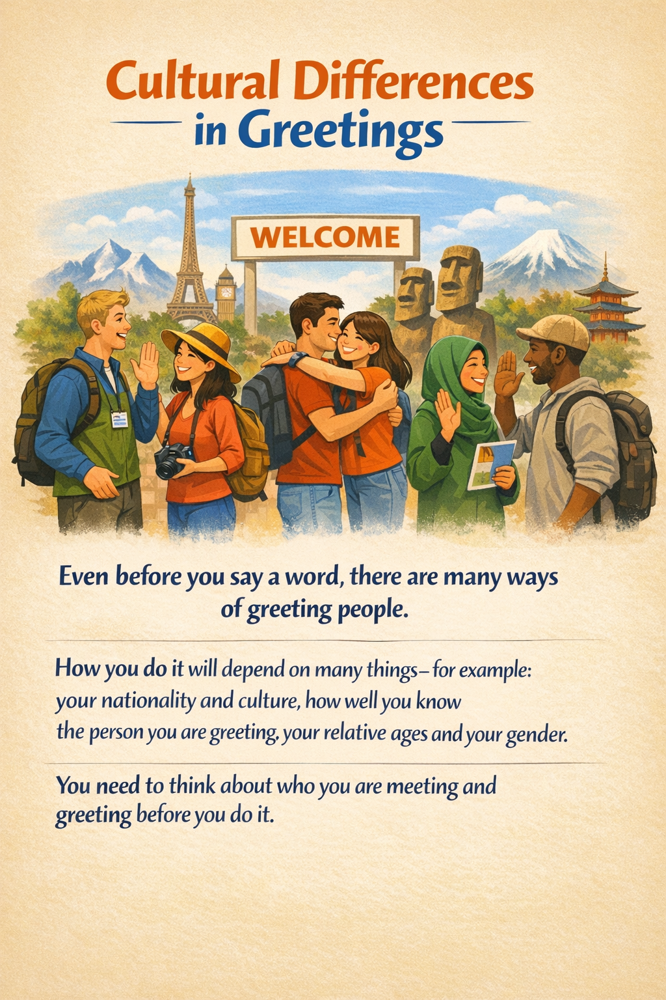 Cultural Differences
in Greetings
WELCOME
Even before you say a word, there are many ways
of greeting people.
How you do it will depend on many things–for example:
your nationality and culture, how well you know
the person you are greeting, your relative ages and your gender.
You need to think about who you are meeting and
greeting before you do it.